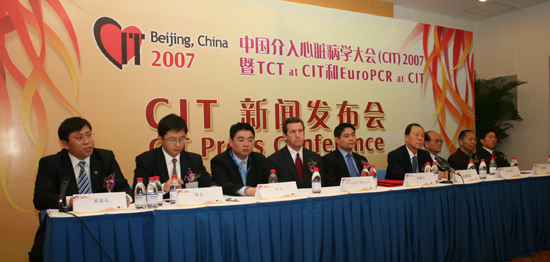 CIT Beijing, China
2007
中国介入心脏病学大会(CIT) 2007
暨TCT at CIT和EuroPCR at CIT
CIT 新闻发布会
CIT Press Conference